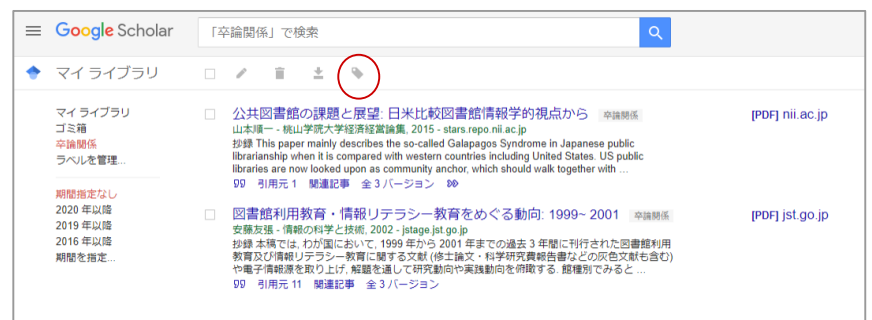 Google Scholar
「卒論関係」で検索
マイ ライブラリ
マイ ライブラリ
ゴミ箱
卒論関係
ラベルを管理...
期間指定なし
2020 年以降
2019 年以降
2016 年以降
期間を指定...
公共図書館の課題と展望: 日米比較図書館情報学的視点から 卒論関係
山本順一 - 桃山学院大学経済経営論集, 2015 - stars.repo.nii.ac.jp
抄録 This paper mainly describes the so-called Galapagos Syndrome in Japanese public
librarianship when it is compared with western countries including United States. US public
libraries are now looked upon as community anchor, which should walk together with ...
引用元 1 関連記事 全 3 バージョン
[PDF] nii.ac.jp
図書館利用教育・情報リテラシー教育をめぐる動向: 1999~ 2001 卒論関係
安藤友張 - 情報の科学と技術, 2002 - jstage.jst.go.jp
抄録 本稿では, わが国において, 1999 年から 2001 年までの過去 3 年間に刊行された図書館利用
教育及び情報リテラシー教育に関する文献 (修士論文・科学研究費報告書などの灰色文献も含む)
や電子情報源を取り上げ, 解題を通して研究動向や実践動向を俯瞰する. 館種別でみると ...
引用元 11 関連記事 全 3 バージョン
[PDF] jst.go.jp